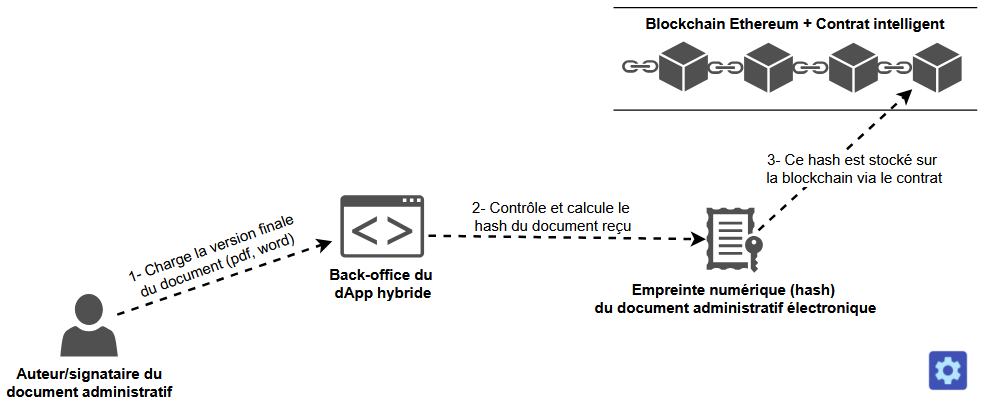 Blockchain Ethereum + Contrat intelligent
3- Ce hash est stocké sur
la blockchain via le contrat
2- Contrôle et calcule le
hash du document reçu
1- Charge la version finale
du document (pdf, word)
Back-office du
dApp hybride
Empreinte numérique (hash)
du document administratif électronique
Auteur/signataire du
document administratif